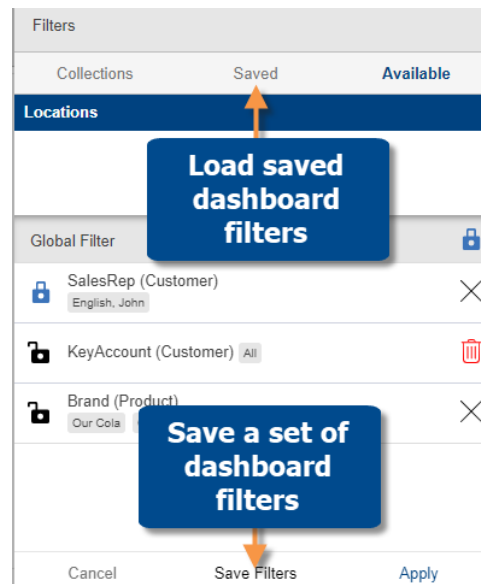 Filters
Collections Saved Available
Locations
Load saved
dashboard
filters
Global Filter
SalesRep (Customer)
English, John
KeyAccount (Customer) All
Brand (Product)
Our Cola
Save a set of
dashboard
filters
Cancel Save Filters Apply